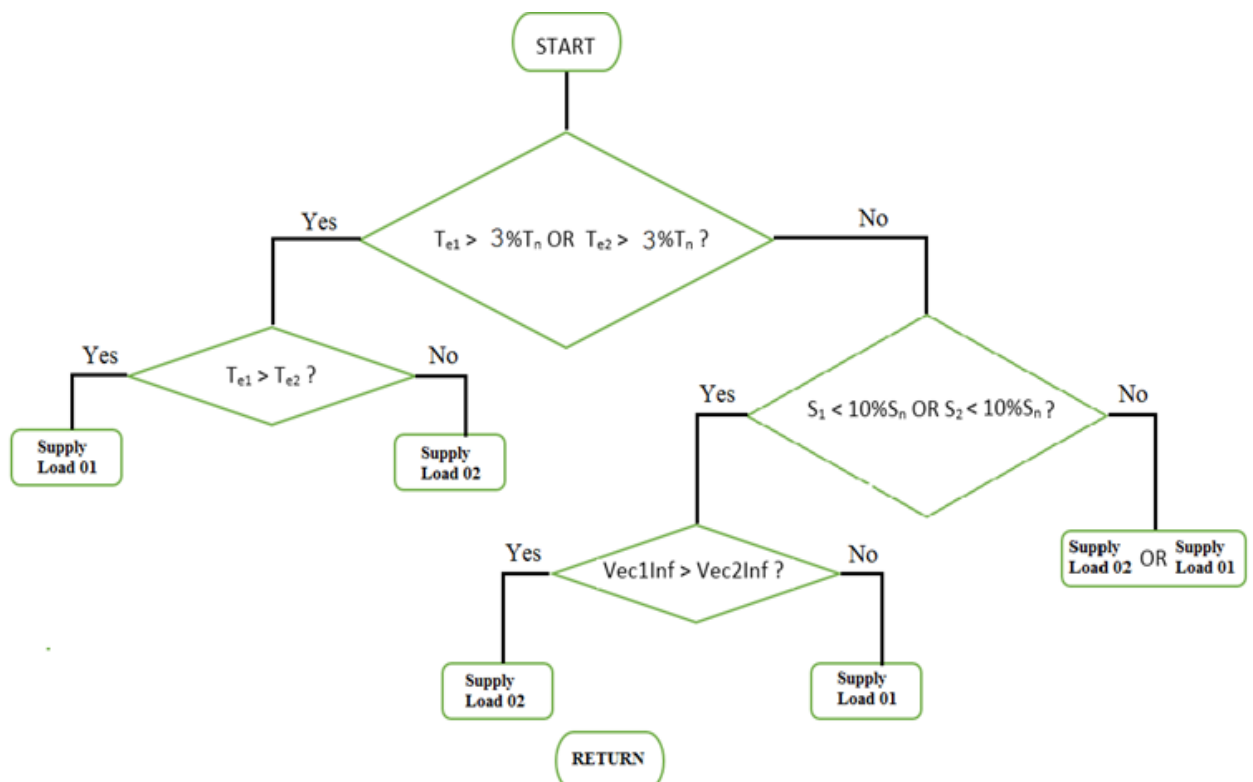 START
Yes
No
Tₑ₁ > 3%Tₙ OR Tₑ₂ > 3%Tₙ ?
Yes
No
Tₑ₁ > Tₑ₂ ?
Yes
No
S₁ < 10%Sₙ OR S₂ < 10%Sₙ ?
Supply
Load 01
Supply
Load 02
Yes
No
Vec1Inf > Vec2Inf ?
Supply
Load 02
OR
Supply
Load 01
Supply
Load 02
Supply
Load 01
RETURN